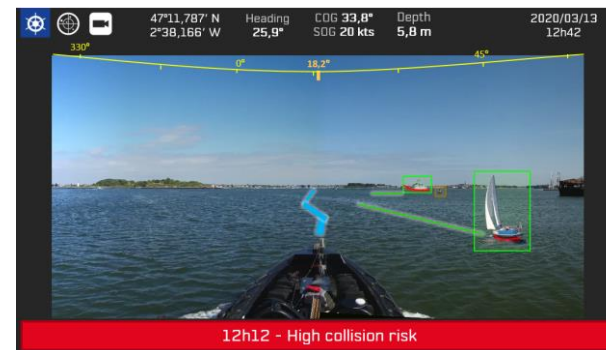 47°11,787' N
2°38,166' W
Heading
25,9°
COG 33,8°
SOG 20 kts
Depth
5,8 m
2020/03/13
12h42
330°
0°
18,2°
45°
12h12 - High collision risk